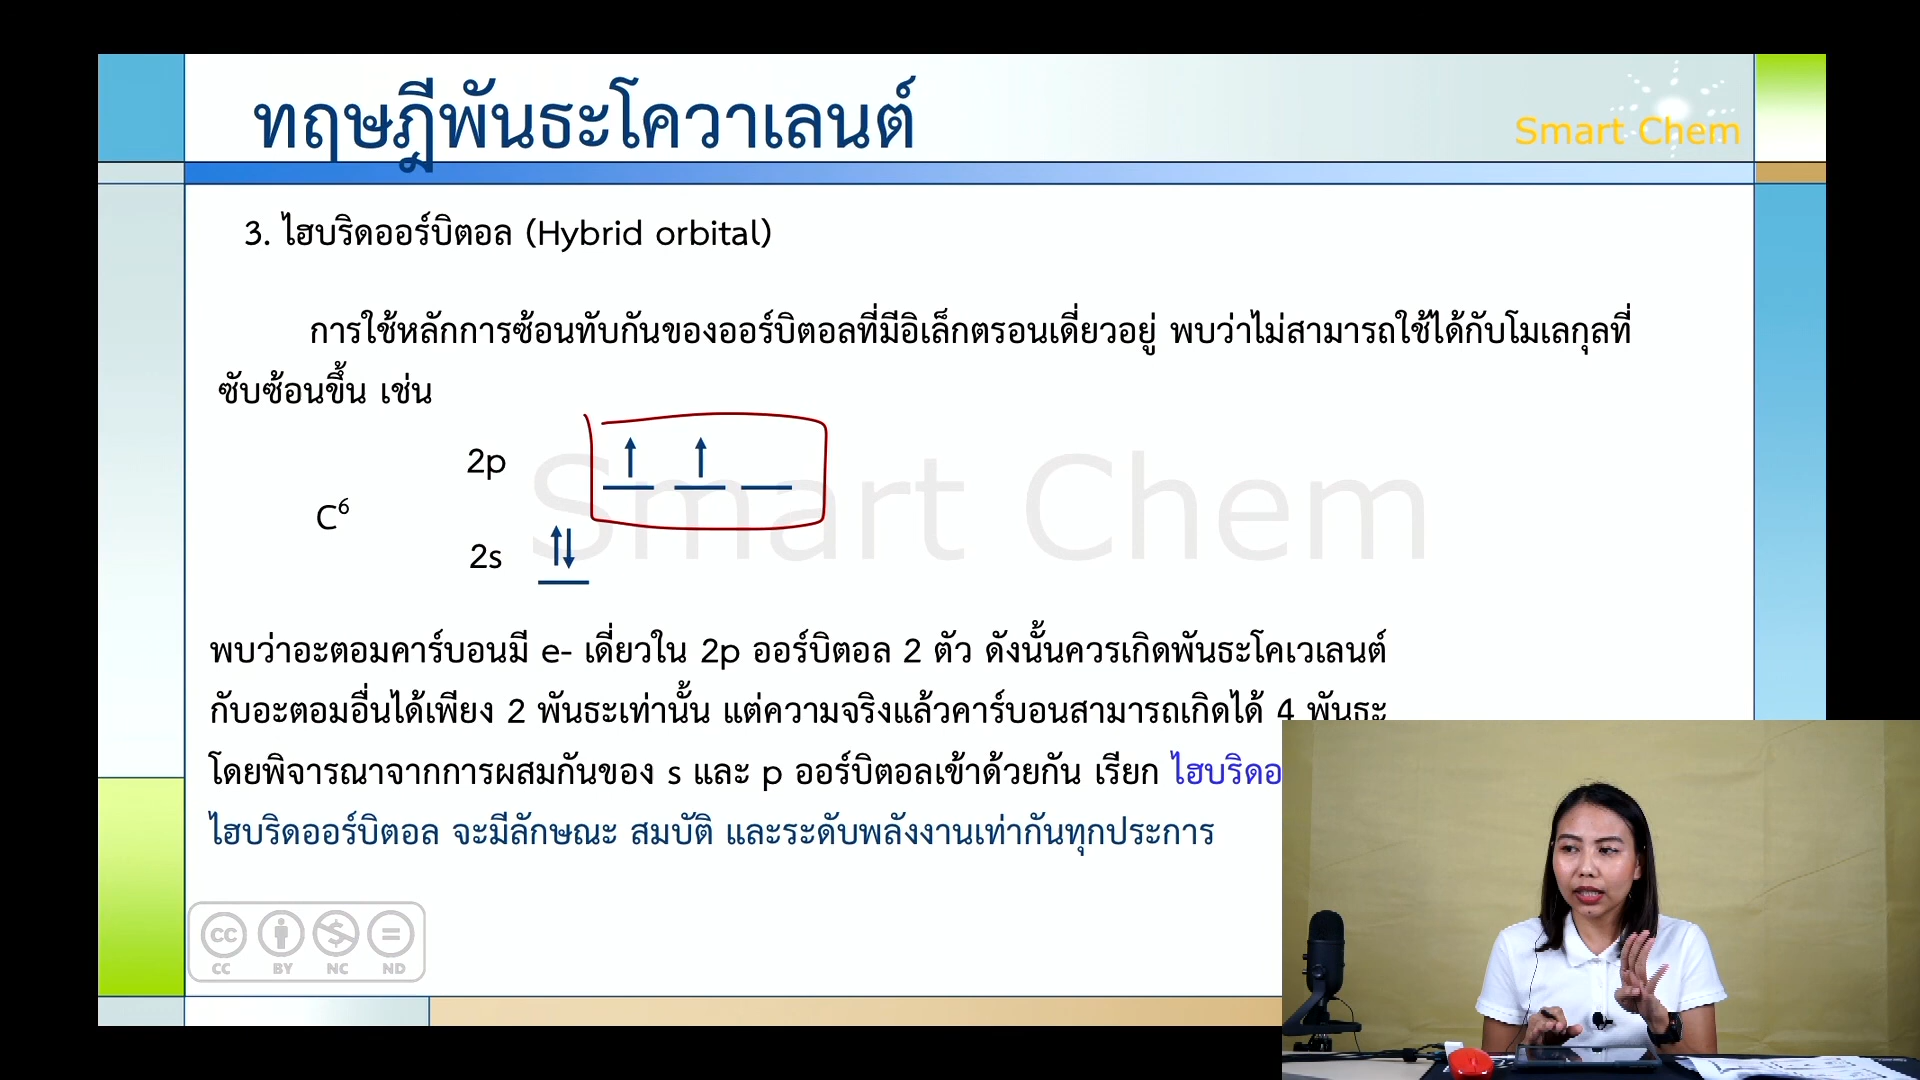 ทฤษฎีพันธะโควาเลนต์
Smart Chem
3. ไฮบริดออร์บิตอล (Hybrid orbital)
การใช้หลักการซ้อนทับกันของออร์บิตอลที่มีอิเล็กตรอนเดี่ยวอยู่ พบว่าไม่สามารถใช้ได้กับโมเลกุลที่
ซับซ้อนขึ้น เช่น
2p
Smart Chem
C⁶
2s
พบว่าอะตอมคาร์บอนมี e- เดี่ยวใน 2p ออร์บิตอล 2 ตัว ดังนั้นควรเกิดพันธะโคเวเลนต์
กับอะตอมอื่นได้เพียง 2 พันธะเท่านั้น แต่ความจริงแล้วคาร์บอนสามารถเกิดได้ 4 พันธะ
โดยพิจารณาจากการผสมกันของ s และ p ออร์บิตอลเข้าด้วยกัน เรียก
ไฮบริดออร์บิตอล จะมีลักษณะ สมบัติ และระดับพลังงานเท่ากันทุกประการ
CC BY NC ND